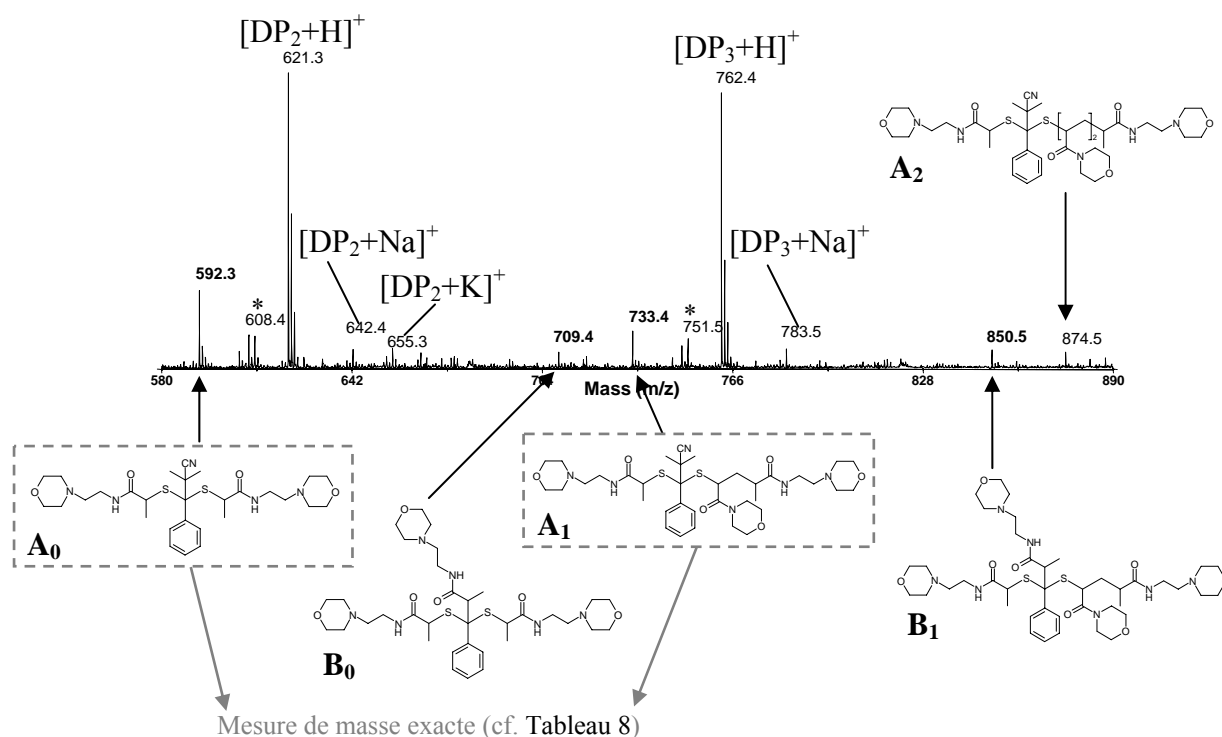 [DP2+H]+
621.3
[DP3+H]+
762.4
CN
A2
[DP2+Na]+
[DP3+Na]+
[DP2+K]+
592.3
*
608.4
642.4
655.3
709.4
733.4
*
751.5
783.5
850.5
874.5
580
642
766
828
890
Mass (m/z)
A0
A1
B0
B1
Mesure de masse exacte (cf. Tableau 8)